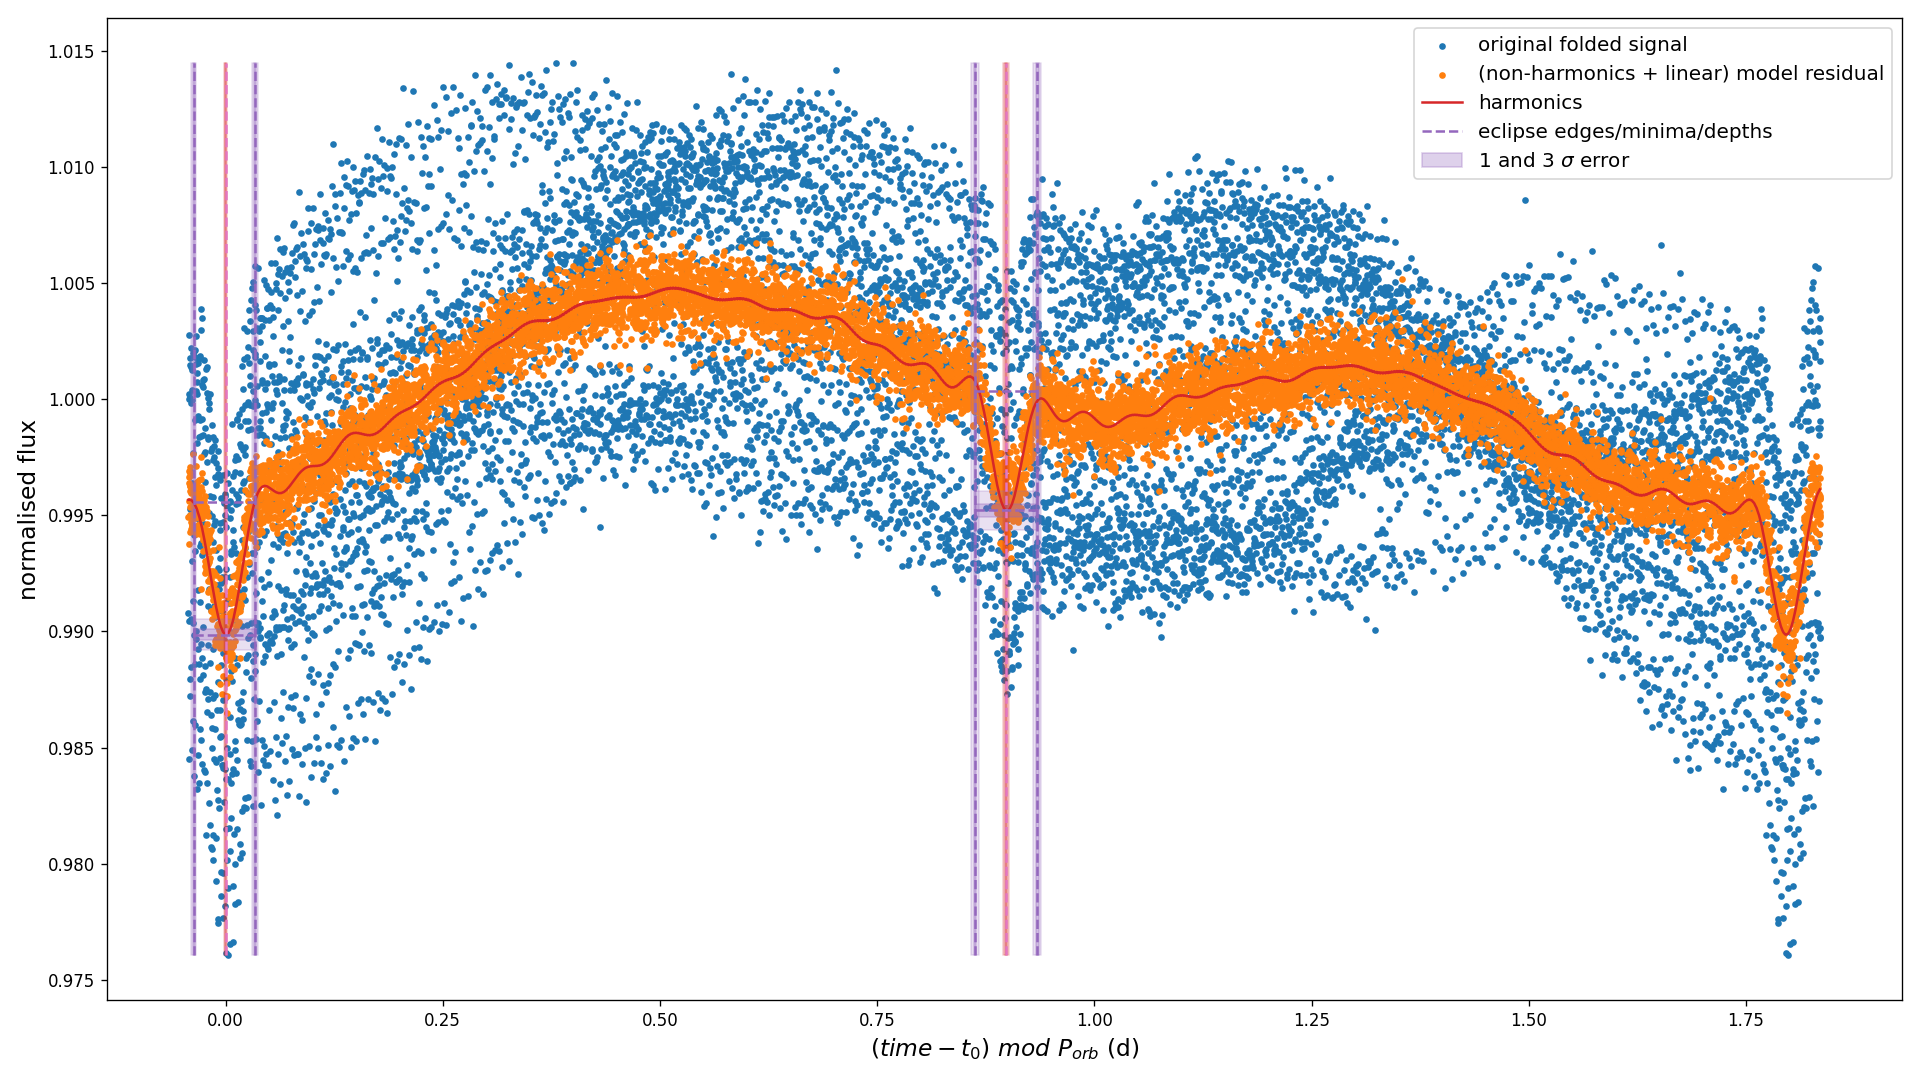 original folded signal
(non-harmonics + linear) model residual
harmonics
eclipse edges/minima/depths
1 and 3 σ error
normalised flux
1.015
1.010
1.005
1.000
0.995
0.990
0.985
0.980
0.975
0.00 0.25 0.50 0.75 1.00 1.25 1.50 1.75
(time − t₀) mod Pₒᵣb (d)